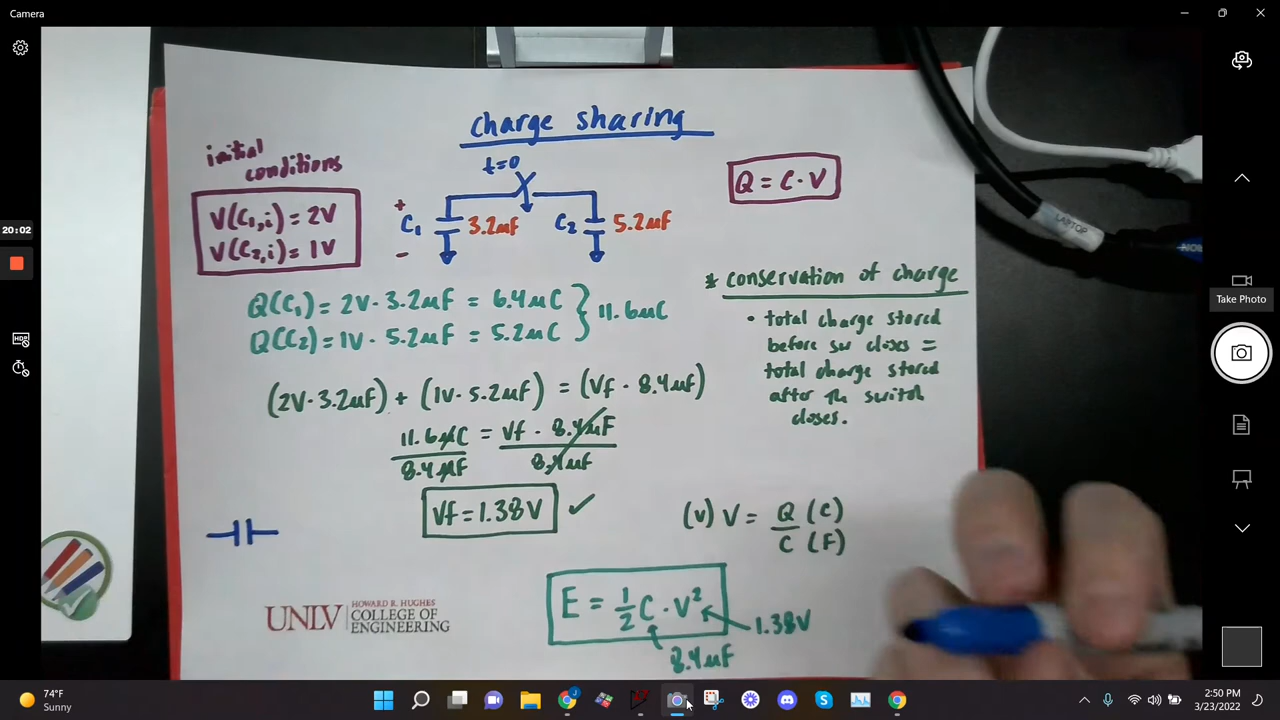 Camera
charge sharing
initial
conditions
t=0
Q = C·V
V(C1,i) = 2V
V(C2,i) = 1V
+
C1
3.2uF
C2
5.2uF
-
* conservation of charge
Q(C1) = 2V · 3.2uF = 6.4uC
Q(C2) = 1V · 5.2uF = 5.2uC
} 11.6uC
• total charge stored
before sw closes =
total charge stored
after the switch
closes.
(2V·3.2uF) + (1V·5.2uF) = (Vf · 8.4uF)
11.6uC = Vf · 8.4uF
8.4uF 8.4uF
Vf = 1.38V ✓
(V) V = Q (C)
C (F)
E = 1/2 C · V²
1.38V
8.4uF
UNLV
HOWARD R. HUGHES
COLLEGE OF
ENGINEERING
LAPTOP
20:02
HDR
Take Photo
74°F
Sunny
2:50 PM
3/23/2022